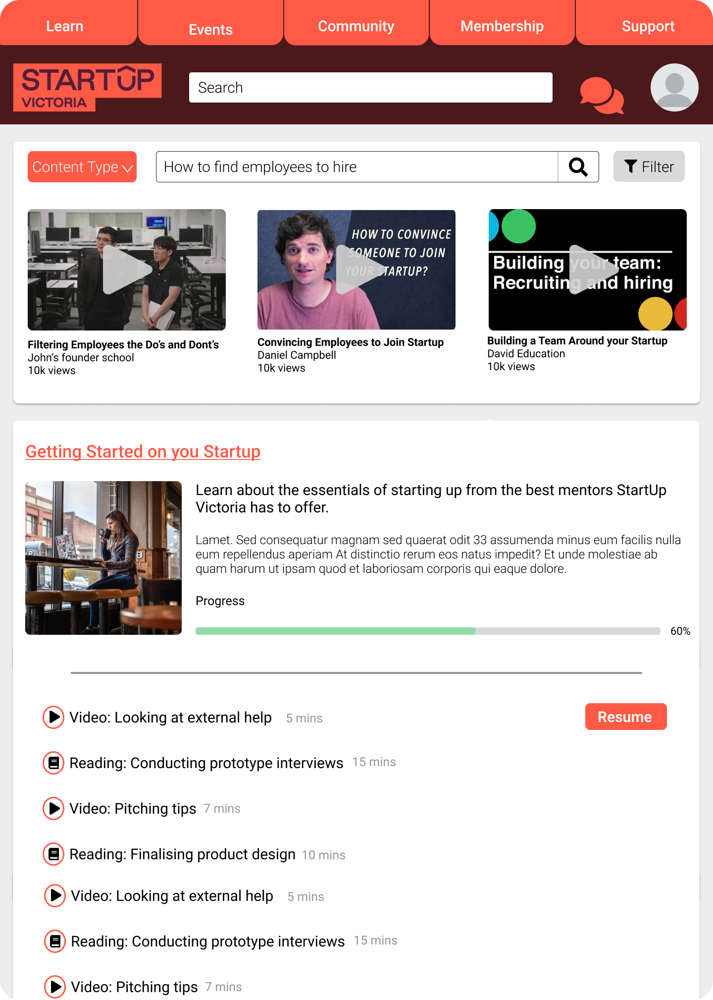 Learn
Events
Community
Membership
Support
STARTUP
VICTORIA
Search
Content Type
How to find employees to hire
Filter
HOW TO CONVINCE
SOMEONE TO JOIN
YOUR STARTUP?
Building your team:
Recruiting and hiring
Filtering Employees the Do's and Dont's
John's founder school
10k views
Convincing Employees to Join Startup
Daniel Campbell
10k views
Building a Team Around your Startup
David Education
10k views
Getting Started on you Startup
Learn about the essentials of starting up from the best mentors StartUp
Victoria has to offer.
Lamet. Sed consequatur magnam sed quaerat odit 33 assumenda minus eum facilis nulla
eum repellendus aperiam At distinctio rerum eos natus impedit? Et unde molestiae ab
quam harum ut ipsam quod et laboriosam corporis qui eaque dolore.
Progress
60%
Video: Looking at external help 5 mins
Resume
Reading: Conducting prototype interviews 15 mins
Video: Pitching tips 7 mins
Reading: Finalising product design 10 mins
Video: Looking at external help 5 mins
Reading: Conducting prototype interviews 15 mins
Video: Pitching tips 7 mins